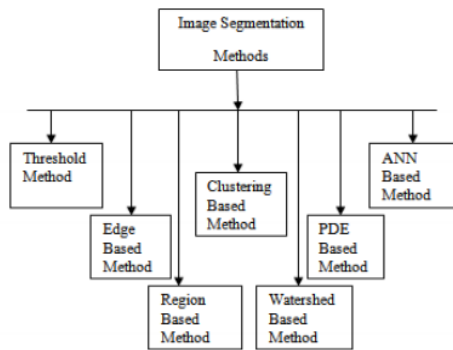 Image Segmentation
Methods
Threshold
Method
Edge
Based
Method
Region
Based
Method
Clustering
Based
Method
Watershed
Based
Method
PDE
Based
Method
ANN
Based
Method